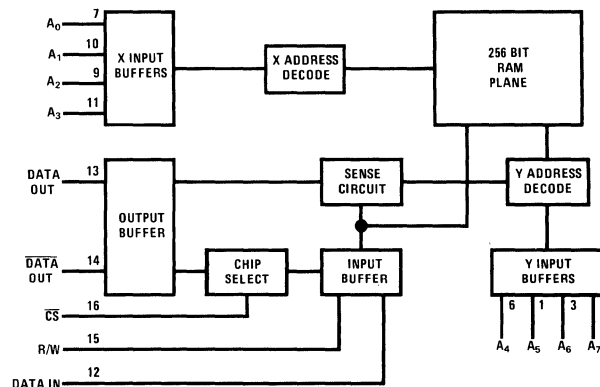 A0 7
A1 10
A2 9
A3 11
X INPUT
BUFFERS
X ADDRESS
DECODE
256 BIT
RAM
PLANE
DATA
OUT
13
OUTPUT
BUFFER
SENSE
CIRCUIT
Y ADDRESS
DECODE
DATA
OUT
14
CHIP
SELECT
INPUT
BUFFER
Y INPUT
BUFFERS
CS 16
R/W 15
DATA IN 12
6 1 3
A4 A5 A6 A7